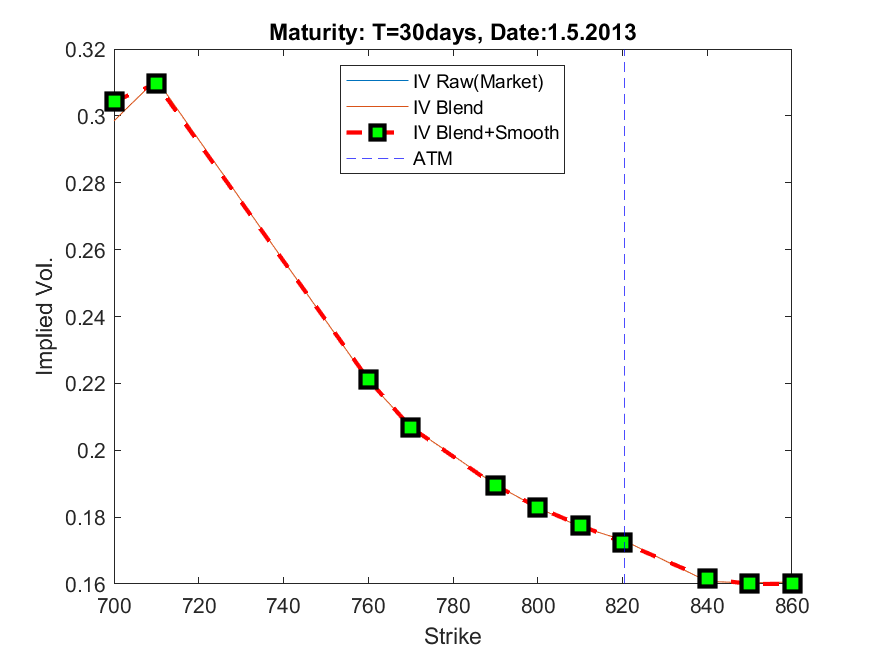 Maturity: T=30days, Date:1.5.2013
0.32
0.3
0.28
0.26
0.24
0.22
0.2
0.18
0.16
Implied Vol.
IV Raw(Market)
IV Blend
IV Blend+Smooth
ATM
700 720 740 760 780 800 820 840 860
Strike